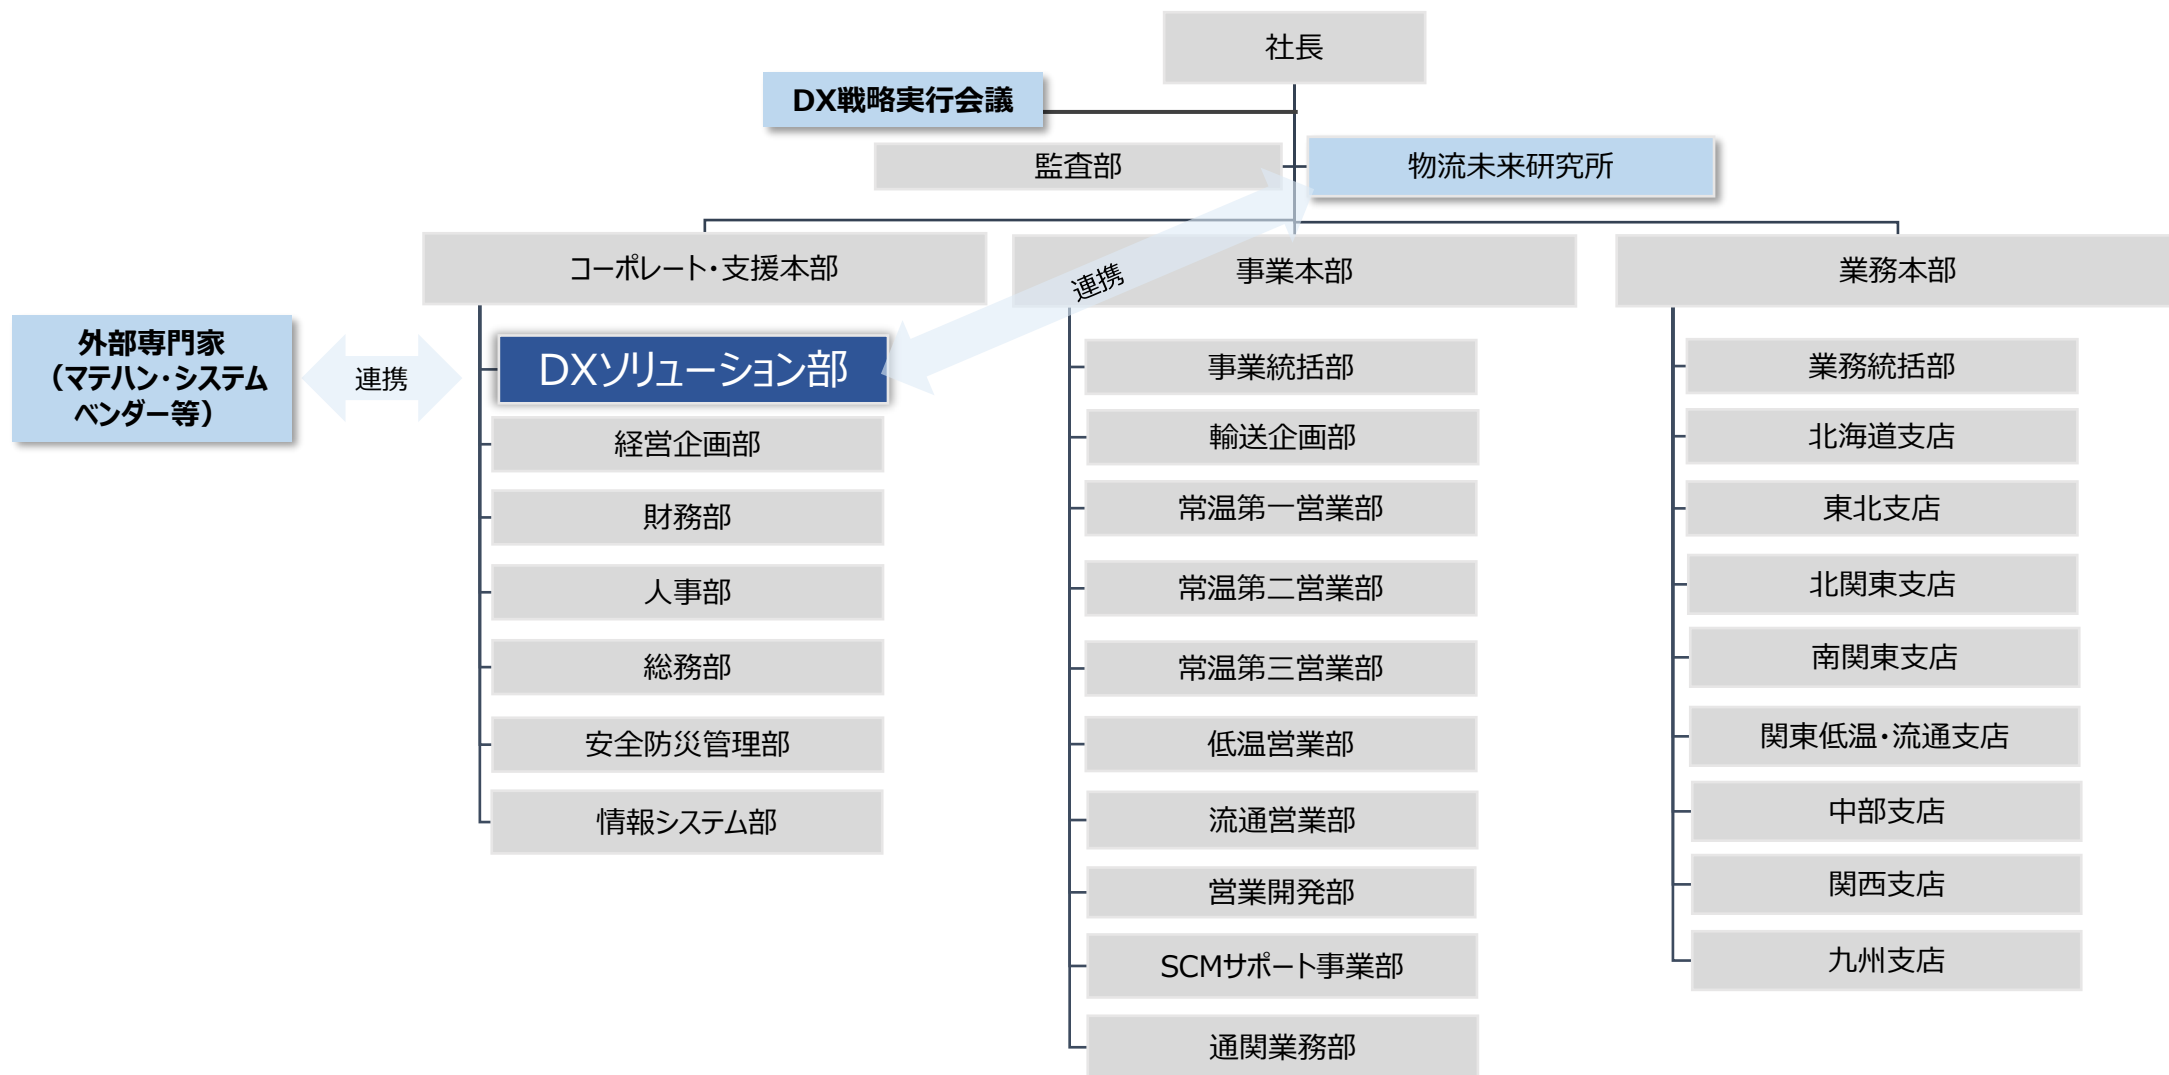 社長
DX戦略実行会議
監査部
物流未来研究所
コーポレート・支援本部
事業本部
業務本部
連携
外部専門家
（マテハン・システム
ベンダー等）
連携
DXソリューション部
経営企画部
財務部
人事部
総務部
安全防災管理部
情報システム部
事業統括部
輸送企画部
常温第一営業部
常温第二営業部
常温第三営業部
低温営業部
流通営業部
営業開発部
SCMサポート事業部
通関業務部
業務統括部
北海道支店
東北支店
北関東支店
南関東支店
関東低温・流通支店
中部支店
関西支店
九州支店